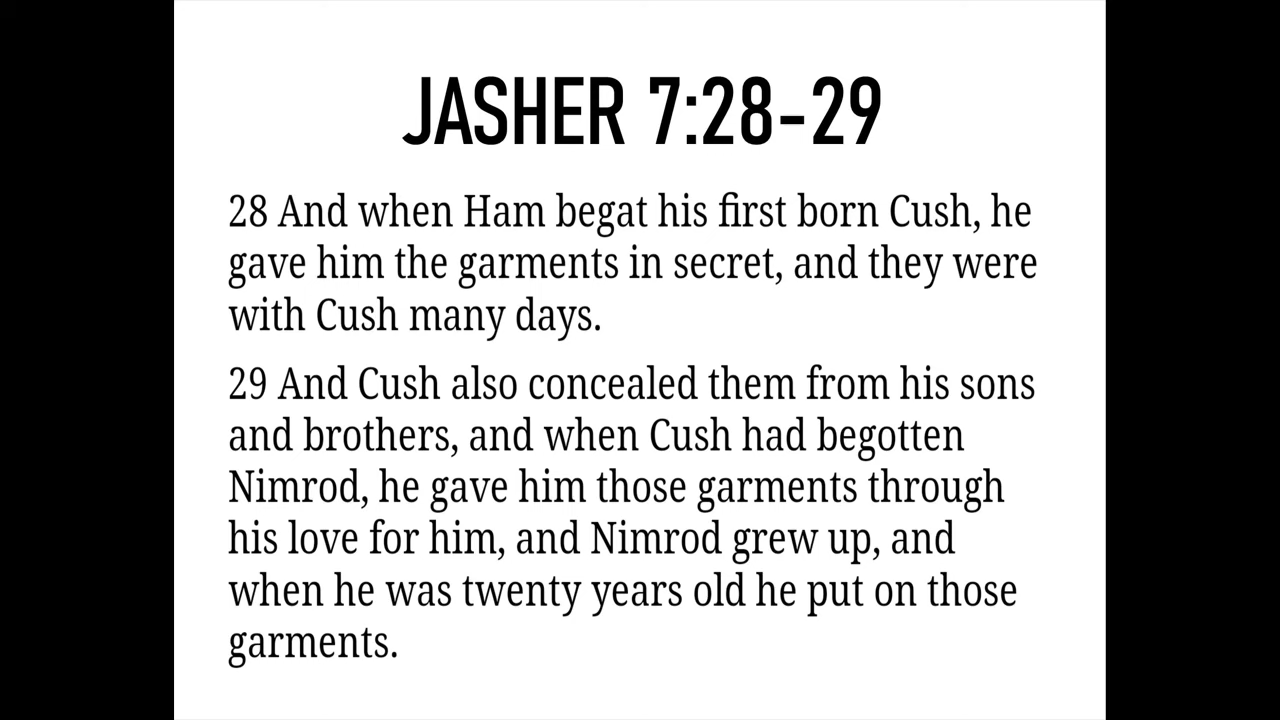 JASHER 7:28-29
28 And when Ham begat his first born Cush, he
gave him the garments in secret, and they were
with Cush many days.
29 And Cush also concealed them from his sons
and brothers, and when Cush had begotten
Nimrod, he gave him those garments through
his love for him, and Nimrod grew up, and
when he was twenty years old he put on those
garments.